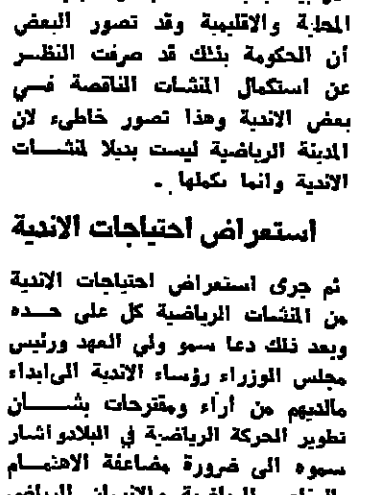 المحلية والاقليمية وقد تصور البعض
أن الحكومة بذلك قد صرفت النظر
عن استكمال المنشات الناقصة في
بعض الاندية وهذا تصور خاطىء لان
المدينة الرياضية ليست بديلا لمنشات
الاندية وانما تكملها .
استعراض احتياجات الاندية
ثم جرى استعراض احتياجات الاندية
من المنشات الرياضية كل على حده
وبعد ذلك دعا سمو ولي العهد ورئيس
مجلس الوزراء رؤساء الاندية الى ابداء
مالديهم من أراء ومقترحات بشان
تطوير الحركة الرياضية في البلاد واشار
سموه الى ضرورة مضاعفة الاهتمام